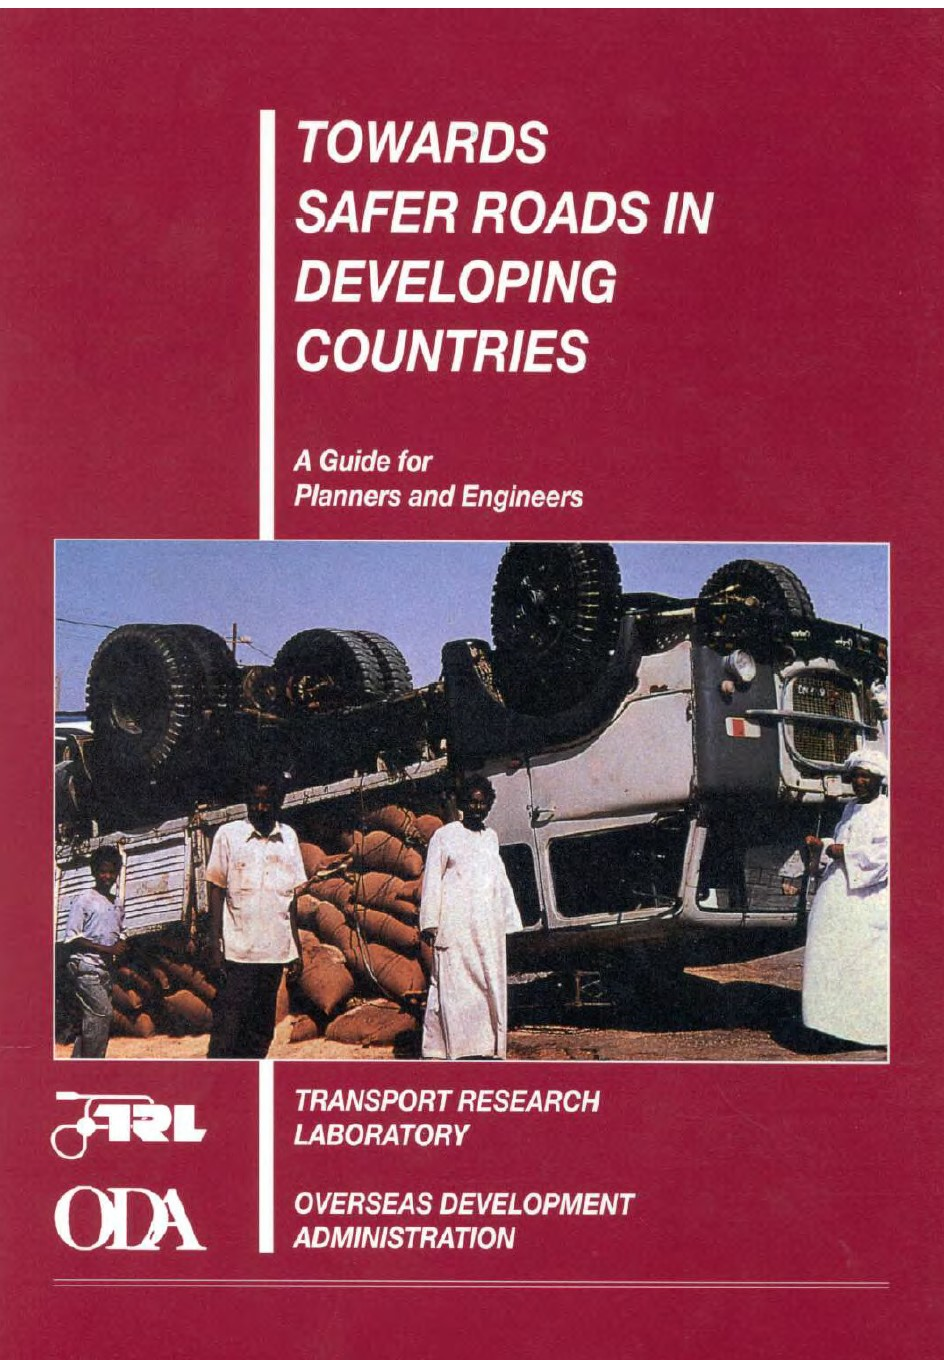 TOWARDS
SAFER ROADS IN
DEVELOPING
COUNTRIES
A Guide for
Planners and Engineers
TRL
TRANSPORT RESEARCH
LABORATORY
ODA
OVERSEAS DEVELOPMENT
ADMINISTRATION